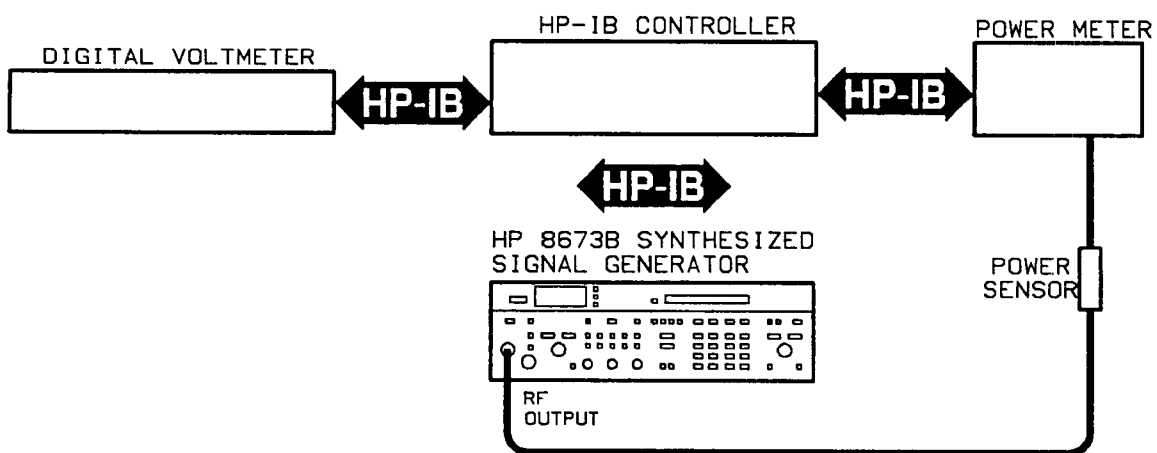 HP-IB CONTROLLER
POWER METER
DIGITAL VOLTMETER
HP-IB
HP-IB
HP-IB
HP 8673B SYNTHESIZED
SIGNAL GENERATOR
POWER
SENSOR
RF
OUTPUT